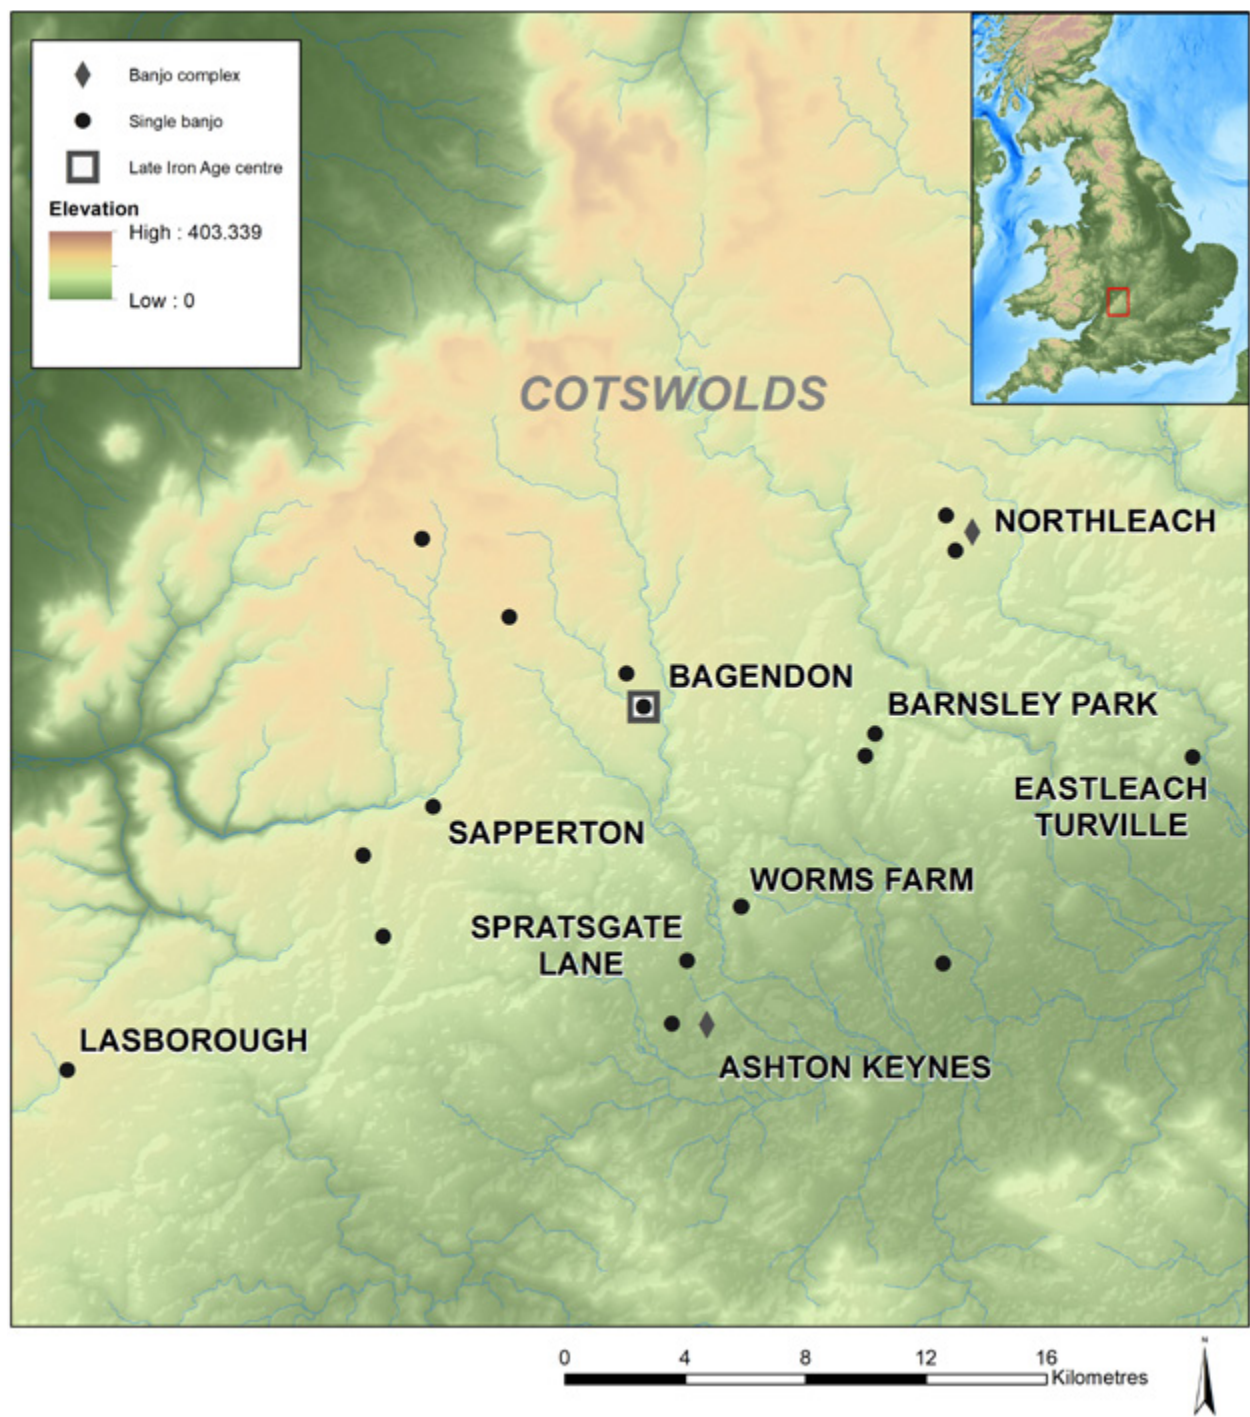 Banjo complex
Single banjo
Late Iron Age centre
Elevation
High : 403.339
Low : 0
COTSWOLDS
NORTHLEACH
BAGENDON
BARNSLEY PARK
EASTLEACH
TURVILLE
SAPPERTON
WORMS FARM
SPRATSGATE
LANE
LASBOROUGH
ASHTON KEYNES
0 4 8 12 16
Kilometres
N